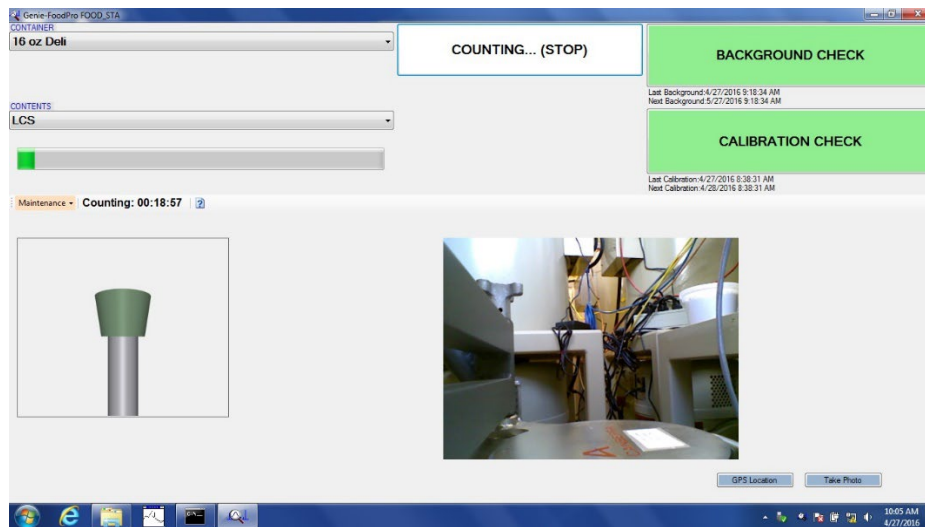 Genie-FoodPro FOOD_STA
CONTAINER
16 oz Deli
COUNTING... (STOP)
BACKGROUND CHECK
Last Background:4/27/2016 9:18:34 AM
Next Background:5/27/2016 9:18:34 AM
CONTENTS
LCS
CALIBRATION CHECK
Last Calibration:4/27/2016 8:38:31 AM
Next Calibration:4/28/2016 8:38:31 AM
Maintenance
Counting: 00:18:57
A
GPS Location
Take Photo
10:05 AM
4/27/2016